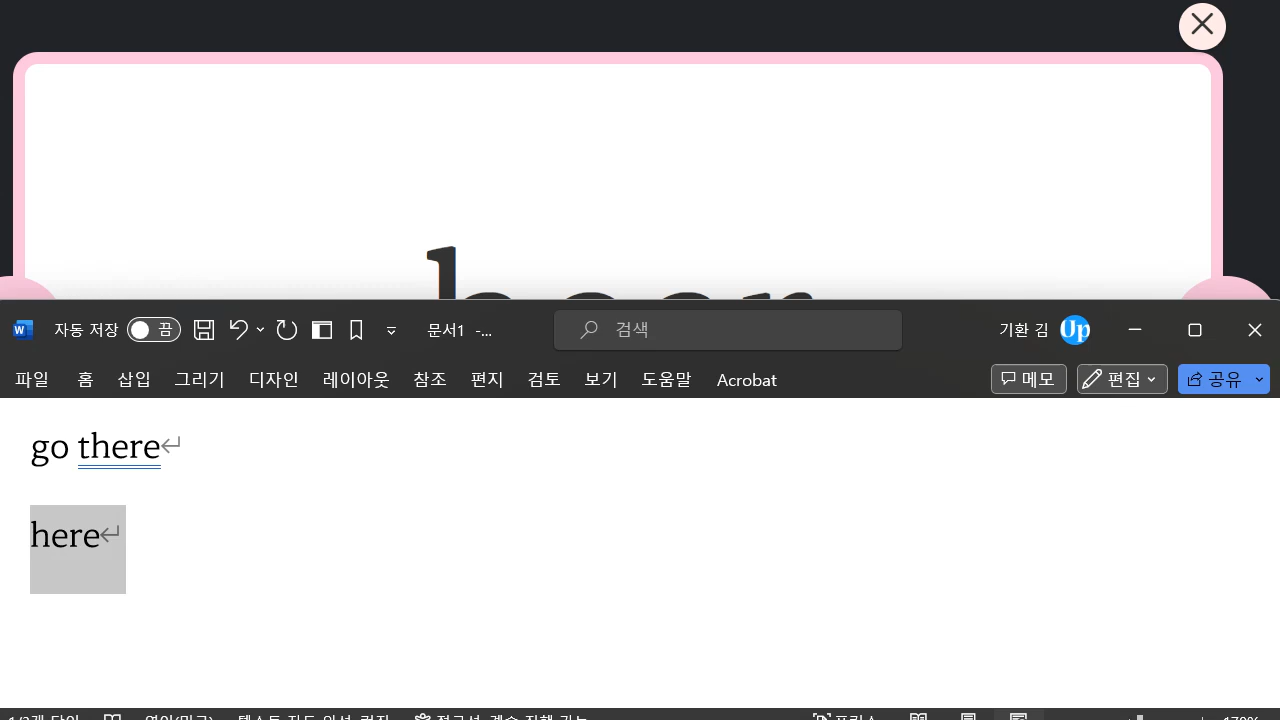 자동 저장 끔 문서1 -... 검색 기환 김 Up
파일 홈 삽입 그리기 디자인 레이아웃 참조 편지 검토 보기 도움말 Acrobat 메모 편집 공유
go there↵
here↵